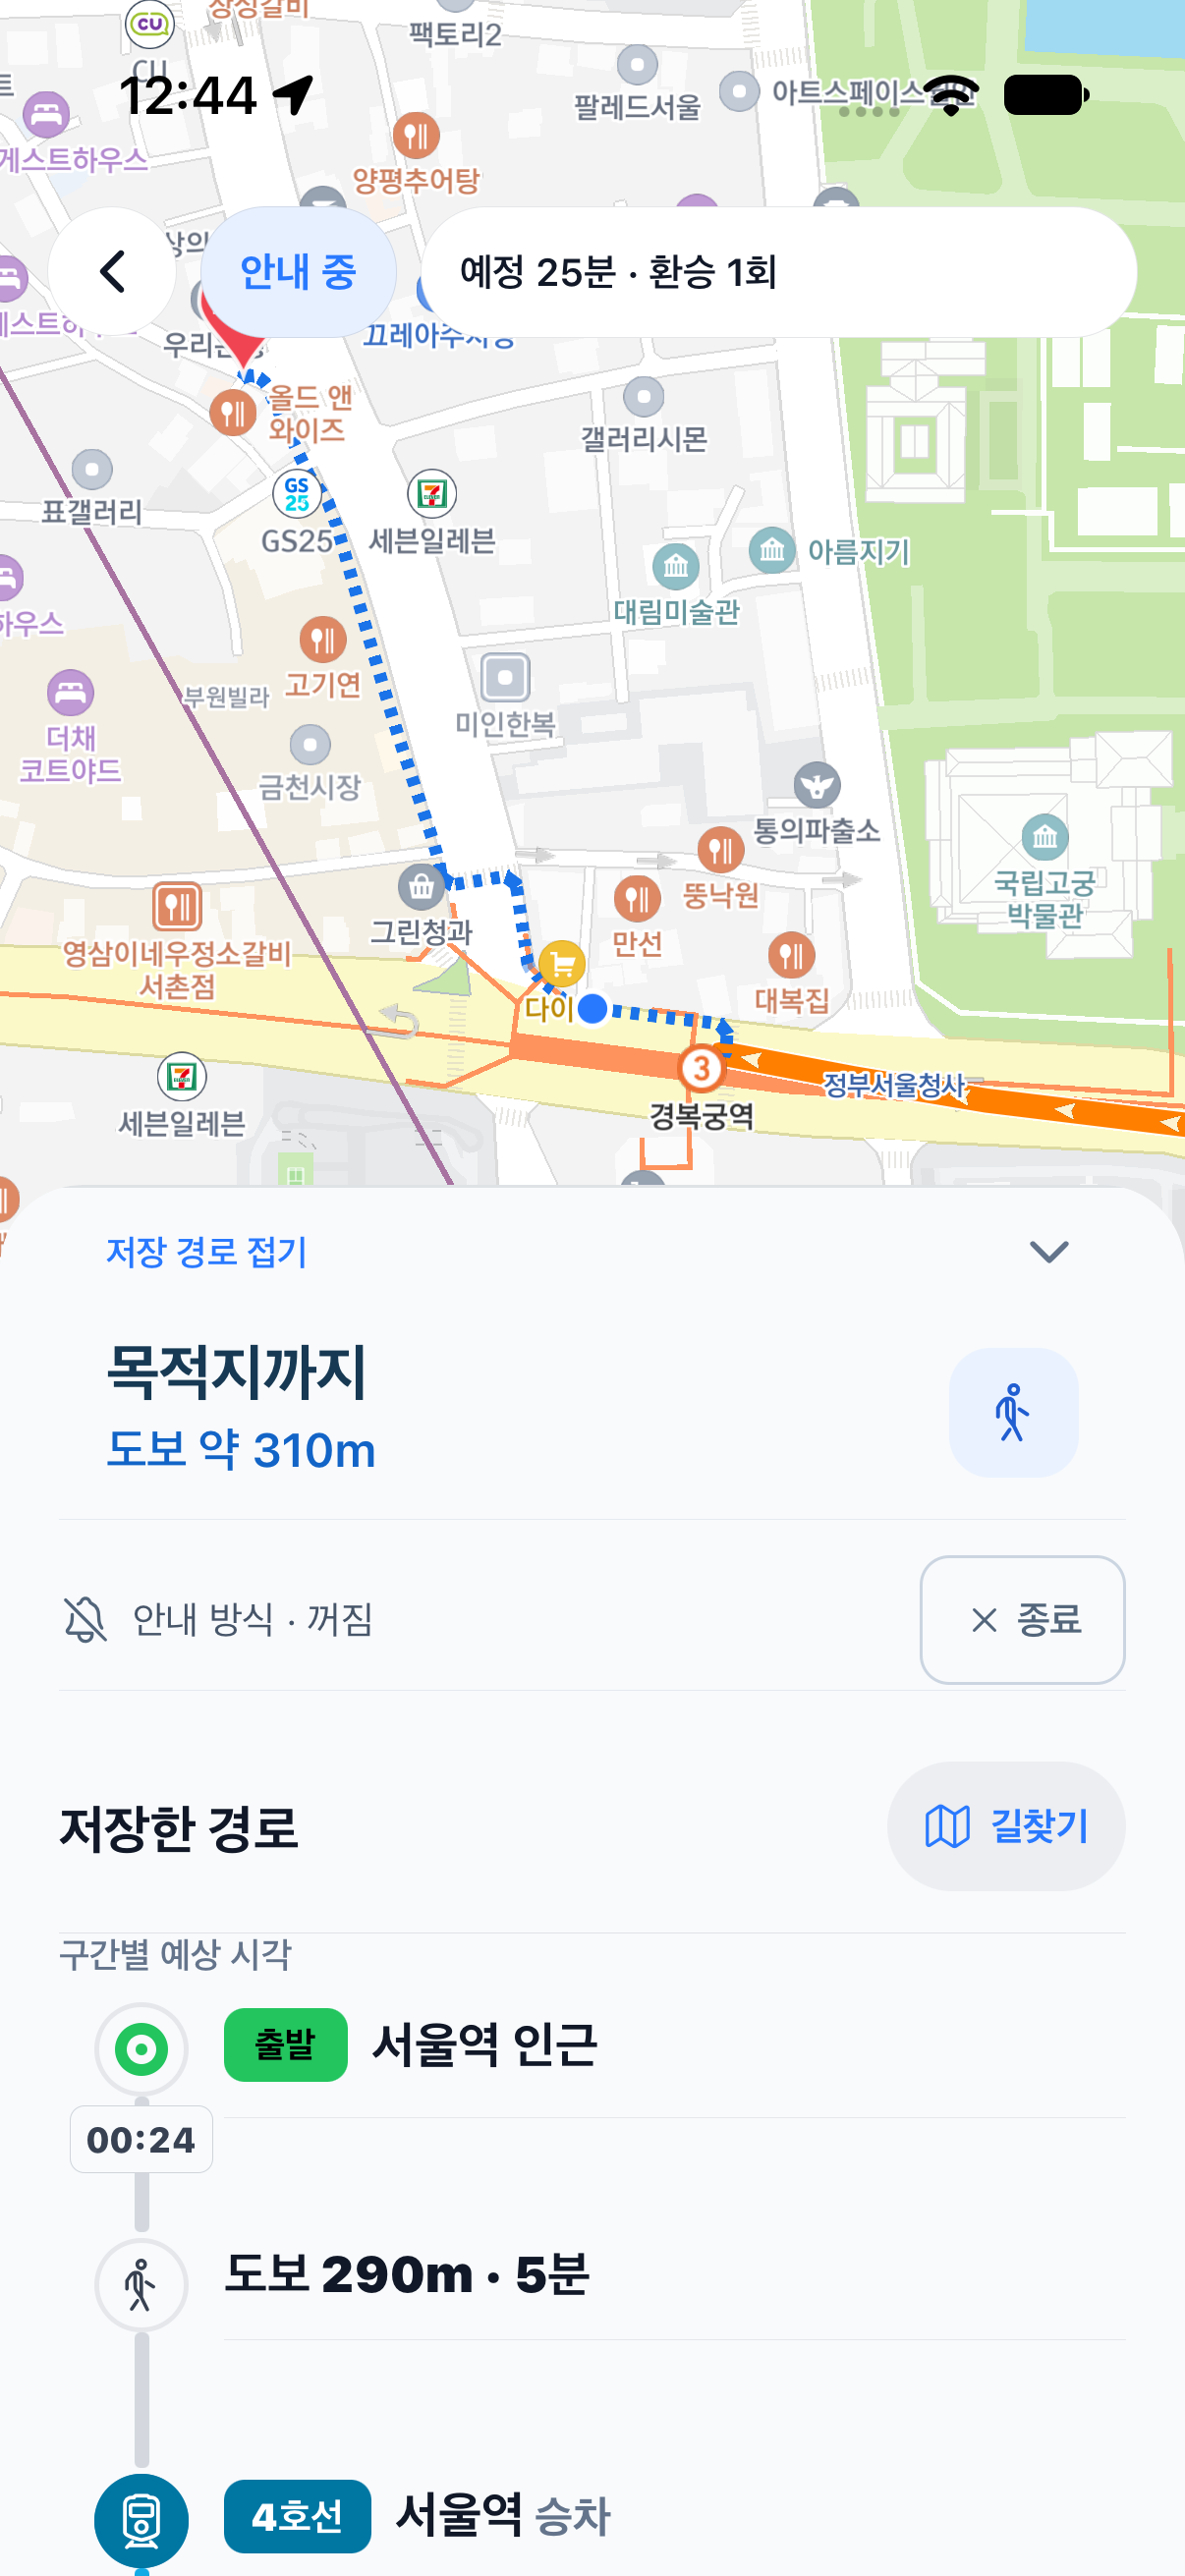 상성갈비
CU
CU
팩토리2
12:44
팔레드서울
아트스페이스
게스트하우스
양평추어탕
안내 중
예정 25분 · 환승 1회
올드 앤
와이즈
갤러리시몬
표갤러리
GS
25
GS25
세븐일레븐
아름지기
대림미술관
하우스
고기연
부원빌라
미인한복
더채
코트야드
금천시장
통의파출소
뚱낙원
국립고궁
박물관
그린청과
만선
영삼이네우정소갈비
서촌점
대복집
다이
3
정부서울청사
경복궁역
세븐일레븐
저장 경로 접기
목적지까지
도보 약 310m
안내 방식 · 꺼짐
종료
저장한 경로
길찾기
구간별 예상 시각
출발 서울역 인근
00:24
도보 290m · 5분
4호선 서울역 승차